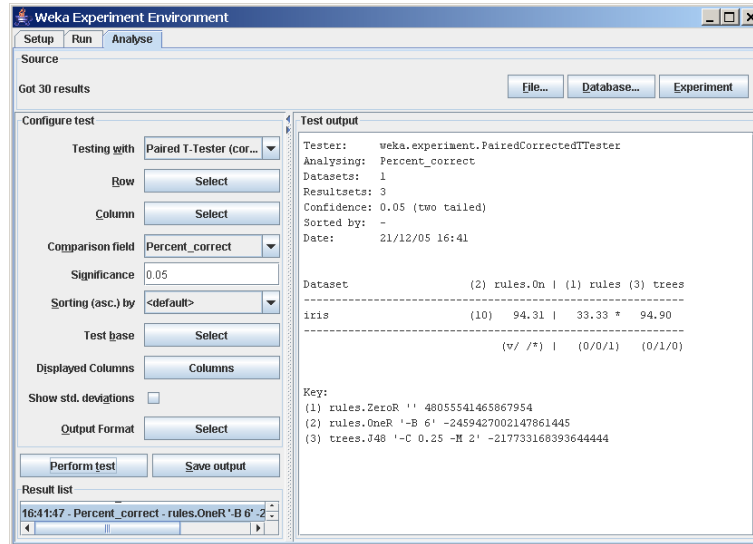 Weka Experiment Environment
Setup Run Analyse
Source
Got 30 results
File... Database... Experiment
Configure test
Testing with Paired T-Tester (cor...
Row Select
Column Select
Comparison field Percent_correct
Significance 0.05
Sorting (asc.) by <default>
Test base Select
Displayed Columns Columns
Show std. deviations
Output Format Select
Perform test Save output
Result list
16:41:47 - Percent_correct - rules.OneR '-B 6' -2
Test output
Tester: weka.experiment.PairedCorrectedTTester
Analysing: Percent_correct
Datasets: 1
Resultsets: 3
Confidence: 0.05 (two tailed)
Sorted by: -
Date: 21/12/05 16:41
Dataset (2) rules.On | (1) rules (3) trees
------------------------------------------------------------
iris (10) 94.31 | 33.33 * 94.90
------------------------------------------------------------
(v/ /*) | (0/0/1) (0/1/0)
Key:
(1) rules.ZeroR '' 48055541465867954
(2) rules.OneR '-B 6' -2459427002147861445
(3) trees.J48 '-C 0.25 -M 2' -217733168393644444